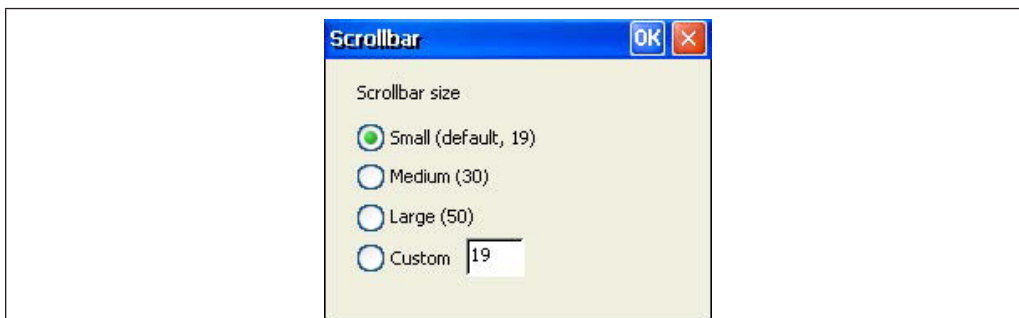 Scrollbar OK
Scrollbar size
Small (default, 19)
Medium (30)
Large (50)
Custom 19